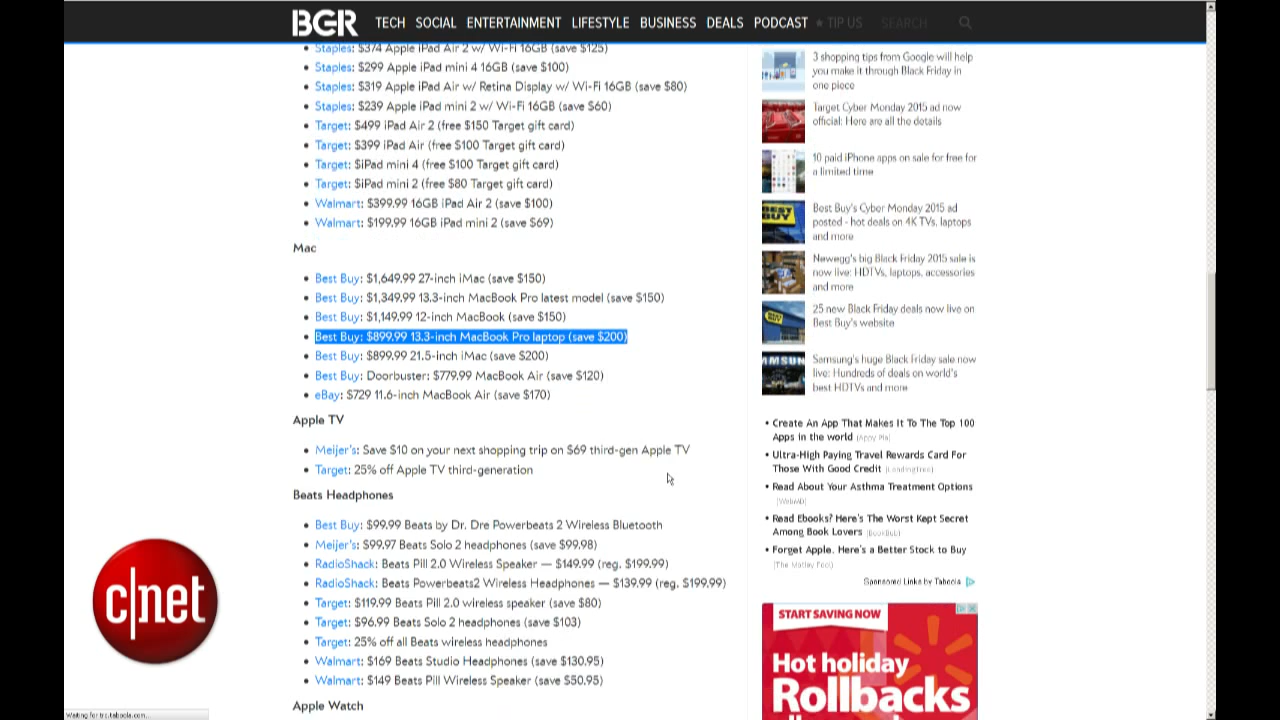 BGR TECH SOCIAL ENTERTAINMENT LIFESTYLE BUSINESS DEALS PODCAST ★ TIP US SEARCH
Staples: $374 Apple iPad Air 2 w/ Wi-Fi 16GB (save $125)
Staples: $299 Apple iPad mini 4 16GB (save $100)
Staples: $319 Apple iPad Air w/ Retina Display w/ Wi-Fi 16GB (save $80)
Staples: $239 Apple iPad mini 2 w/ Wi-Fi 16GB (save $60)
Target: $499 iPad Air 2 (free $150 Target gift card)
Target: $399 iPad Air (free $100 Target gift card)
Target: $iPad mini 4 (free $100 Target gift card)
Target: $iPad mini 2 (free $80 Target gift card)
Walmart: $399.99 16GB iPad Air 2 (save $100)
Walmart: $199.99 16GB iPad mini 2 (save $69)
Mac
Best Buy: $1,649.99 27-inch iMac (save $150)
Best Buy: $1,349.99 13.3-inch MacBook Pro latest model (save $150)
Best Buy: $1,149.99 12-inch MacBook (save $150)
Best Buy: $899.99 13.3-inch MacBook Pro laptop (save $200)
Best Buy: $899.99 21.5-inch iMac (save $200)
Best Buy: Doorbuster: $779.99 MacBook Air (save $120)
eBay: $729 11.6-inch MacBook Air (save $170)
Apple TV
Meijer's: Save $10 on your next shopping trip on $69 third-gen Apple TV
Target: 25% off Apple TV third-generation
Beats Headphones
Best Buy: $99.99 Beats by Dr. Dre Powerbeats 2 Wireless Bluetooth
Meijer's: $99.97 Beats Solo 2 headphones (save $99.98)
RadioShack: Beats Pill 2.0 Wireless Speaker — $149.99 (reg. $199.99)
RadioShack: Beats Powerbeats2 Wireless Headphones — $139.99 (reg. $199.99)
Target: $119.99 Beats Pill 2.0 wireless speaker (save $80)
Target: $96.99 Beats Solo 2 headphones (save $103)
Target: 25% off all Beats wireless headphones
Walmart: $169 Beats Studio Headphones (save $130.95)
Walmart: $149 Beats Pill Wireless Speaker (save $50.95)
Apple Watch
3 shopping tips from Google will help
you make it through Black Friday in
one piece
Target Cyber Monday 2015 ad now
official: Here are all the details
10 paid iPhone apps on sale for free for
a limited time
BEST BUY
Best Buy's Cyber Monday 2015 ad
posted - hot deals on 4K TVs, laptops
and more
Newegg's big Black Friday 2015 sale is
now live: HDTVs, laptops, accessories
and more
25 new Black Friday deals now live on
Best Buy's website
Samsung's huge Black Friday sale now
live: Hundreds of deals on world's
best HDTVs and more
Create An App That Makes It To The Top 100
Apps in the world (Appy Pie)
Ultra-High Paying Travel Rewards Card For
Those With Good Credit (LendingTree)
Read About Your Asthma Treatment Options
(WebMD)
Read Ebooks? Here's The Worst Kept Secret
Among Book Lovers (BookBub)
Forget Apple. Here's a Better Stock to Buy
(The Motley Fool)
Sponsored Links by Taboola
START SAVING NOW
Hot holiday
Rollbacks
c|net
Waiting for trc.taboola.com...